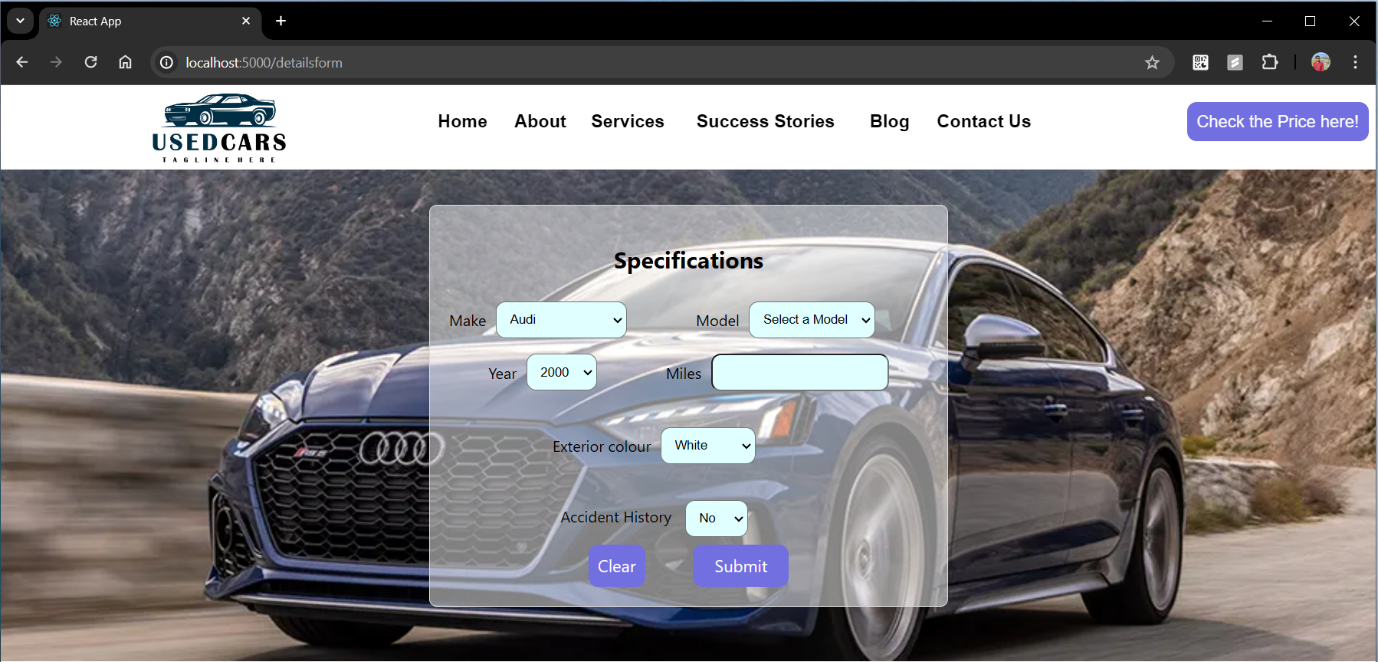 React App
localhost:5000/detailsform
USEDCARS
TAGLINE HERE
Home About Services Success Stories Blog Contact Us
Check the Price here!
Specifications
Make Audi Model Select a Model
Year 2000 Miles
Exterior colour White
Accident History No
Clear Submit